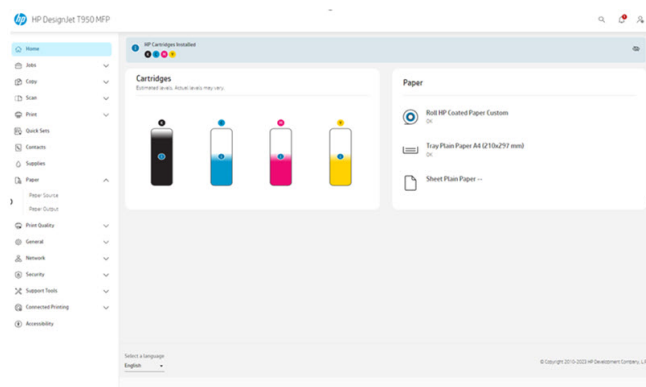 hp HP DesignJet T950 MFP
Home
Jobs
Copy
Scan
Print
Quick Sets
Contacts
Supplies
Paper
Paper Source
Paper Output
Print Quality
General
Network
Security
Support Tools
Connected Printing
Accessibility
HP Cartridges Installed
K C M Y
Cartridges
Estimated levels. Actual levels may vary.
K C M Y
Paper
Roll HP Coated Paper Custom
OK
Tray Plain Paper A4 (210x297 mm)
OK
Sheet Plain Paper --
Select a language
English
© Copyright 2010-2023 HP Development Company, L.P.